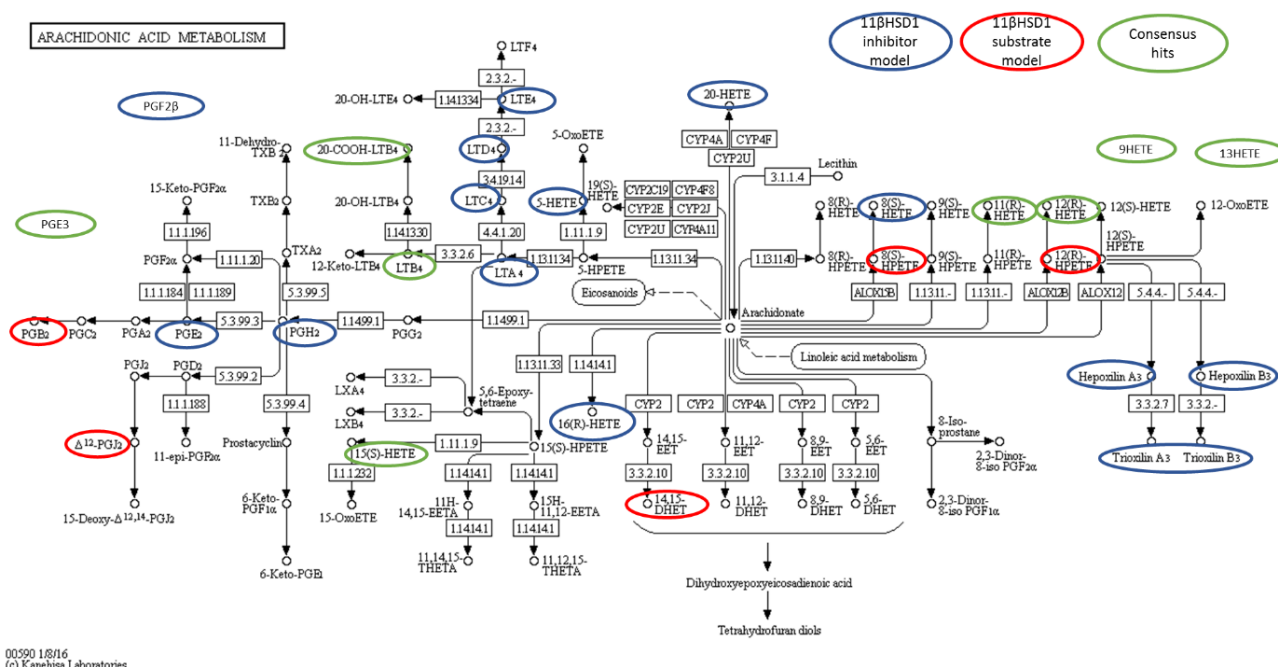 ARACHIDONIC ACID METABOLISM
11βHSD1
inhibitor
model
11βHSD1
substrate
model
Consensus
hits
LTF4
2.3.2.-
20-OH-LTE4
1.14.13.34
LTE4
20-HETE
PGF2β
2.3.2.-
11-Dehydro-
TXB2
20-COOH-LTB4
LTD4
5-OxoETE
CYP4A
CYP4F
CYP2U
Lecithin
3.1.1.4
9HETE
13HETE
15-Keto-PGF2α
3.4.19.14
19(S)-
HETE
CYP2C19
CYP4F8
CYP2E
CYP2J
CYP2U
CYP4A11
TXB2
20-OH-LTB4
LTC4
5-HETE
8(R)-
HETE
8(S)-
HETE
9(S)-
HETE
11(R)-
HETE
12(R)-
HETE
12(S)-HETE
12-OxoETE
PGE3
1.1.1.196
1.14.13.30
4.4.1.20
1.11.1.9
12(S)-
HPETE
PGF2α
1.1.1.20
TXA2
12-Keto-LTB4
3.3.2.6
LTB4
LTA4
1.13.11.34
5-HPETE
1.13.11.34
1.13.11.40
8(R)-
HPETE
8(S)-
HPETE
9(S)-
HPETE
11(R)-
HPETE
12(R)-
HPETE
1.1.1.184
1.1.1.189
5.3.99.5
Eicosanoids
ALOX15B
1.13.11.-
1.13.11.-
ALOX12B
ALOX12
5.4.4.-
5.4.4.-
Arachidonate
PGB2
PGC2
PGA2
PGE2
5.3.99.3
PGH2
1.14.99.1
PGG2
1.14.99.1
Linoleic acid metabolism
PGJ2
PGD2
5.3.99.2
1.13.11.33
1.14.14.1
Hepoxilin A3
Hepoxilin B3
LXA4
3.3.2.-
5,6-Epoxy-
tetraene
1.1.1.188
5.3.99.4
LXB4
3.3.2.-
16(R)-HETE
CYP2
CYP2
CYP4A
CYP2
CYP2
3.3.2.7
3.3.2.-
Δ12-PGJ2
11-epi-PGF2α
Prostacyclin
15(S)-HETE
1.11.1.9
15(S)-HPETE
14,15-
EET
11,12-
EET
8,9-
EET
5,6-
EET
8-Iso-
prostane
2,3-Dinor-
8-iso PGF2α
Trioxilin A3
Trioxilin B3
1.1.1.232
1.14.14.1
1.14.14.1
3.3.2.10
3.3.2.10
3.3.2.10
3.3.2.10
15-Deoxy-Δ12,14-PGJ2
6-Keto-
PGF1α
15-OxoETE
11H-
14,15-EETA
15H-
11,12-EETA
14,15-
DHET
11,12-
DHET
8,9-
DHET
5,6-
DHET
2,3-Dinor-
8-iso PGF1α
1.14.14.1
1.14.14.1
6-Keto-PGE1
11,14,15-
THETA
11,12,15-
THETA
Dihydroxyepoxyeicosadienoic acid
Tetrahydrofuran diols
00590 1/8/16
(c) Kanehisa Laboratories